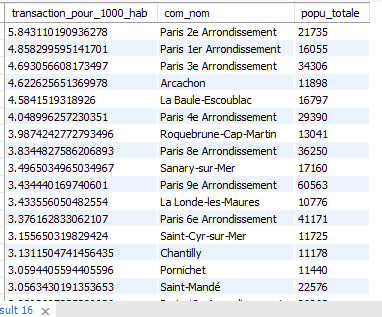 transaction_pour_1000_hab com_nom popu_totale
5.843110190936278 Paris 2e Arrondissement 21735
4.858299595141701 Paris 1er Arrondissement 16055
4.693056608173497 Paris 3e Arrondissement 34306
4.622625651369978 Arcachon 11898
4.5841519318926 La Baule-Escoublac 16797
4.048996257230351 Paris 4e Arrondissement 29390
3.9874242772793496 Roquebrune-Cap-Martin 13041
3.8344827586206893 Paris 8e Arrondissement 36250
3.4965034965034967 Sanary-sur-Mer 17160
3.434440169740601 Paris 9e Arrondissement 60563
3.433556050482554 La Londe-les-Maures 10776
3.376162833062107 Paris 6e Arrondissement 41171
3.155650319829424 Saint-Cyr-sur-Mer 11725
3.1311504741456435 Chantilly 11178
3.0594405594405596 Pornichet 11440
3.0563430191353653 Saint-Mandé 22576
sult 16